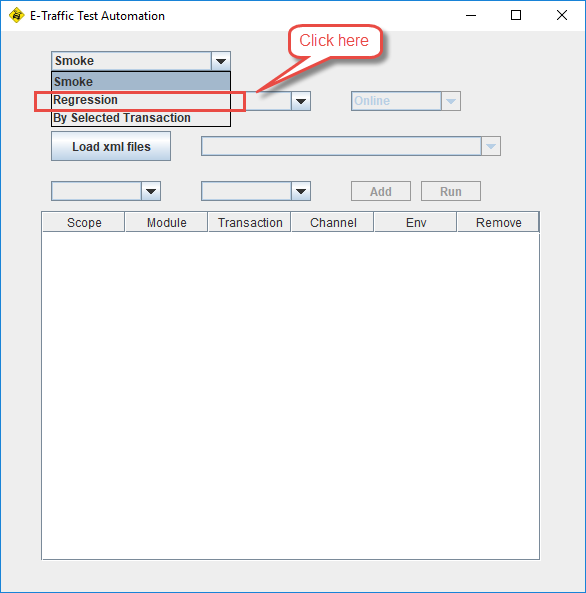 E-Traffic Test Automation
Click here
Smoke
Smoke
Regression
Online
By Selected Transaction
Load xml files
Add Run
Scope Module Transaction Channel Env Remove